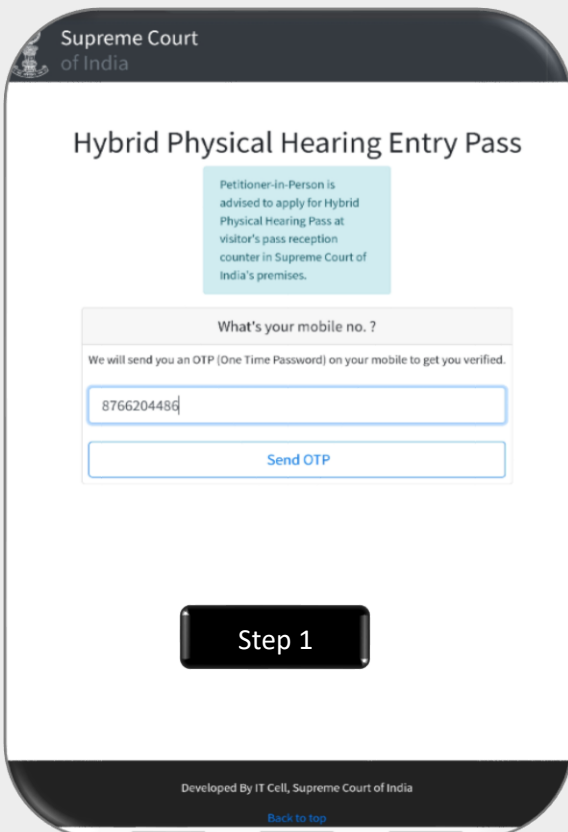 Supreme Court
of India
Hybrid Physical Hearing Entry Pass
Petitioner-in-Person is
advised to apply for Hybrid
Physical Hearing Pass at
visitor's pass reception
counter in Supreme Court of
India's premises.
What's your mobile no. ?
We will send you an OTP (One Time Password) on your mobile to get you verified.
8766204486
Send OTP
Step 1
Developed By IT Cell, Supreme Court of India
Back to top